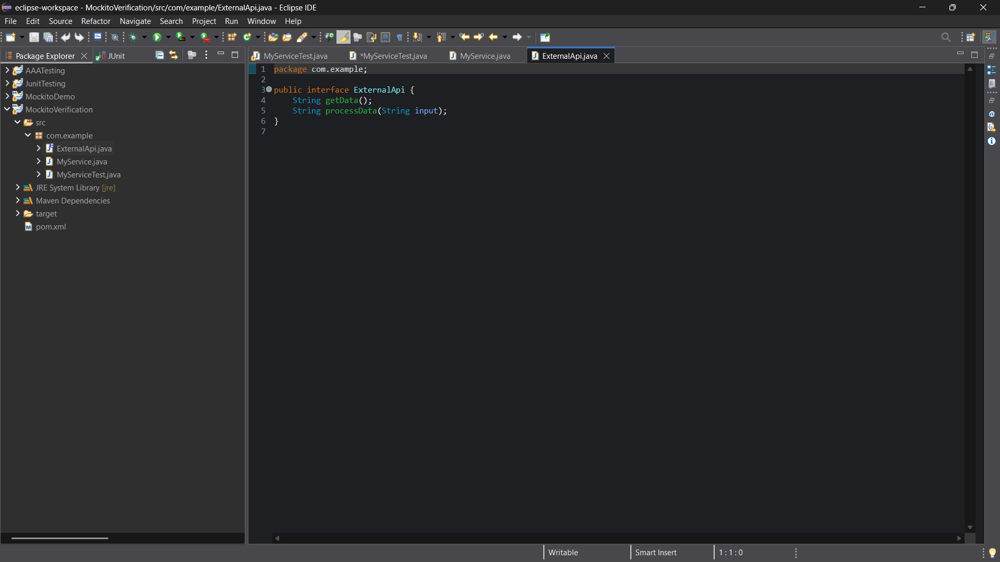 eclipse-workspace - MockitoVerification/src/com/example/ExternalApi.java - Eclipse IDE
File Edit Source Refactor Navigate Search Project Run Window Help
Package Explorer JUnit
MyServiceTest.java *MyServiceTest.java MyService.java ExternalApi.java
AAATesting
JunitTesting
MockitoDemo
MockitoVerification
src
com.example
ExternalApi.java
MyService.java
MyServiceTest.java
JRE System Library [jre]
Maven Dependencies
target
pom.xml
1 package com.example;
2
3 public interface ExternalApi {
4 String getData();
5 String processData(String input);
6 }
7
Writable Smart Insert 1 : 1 : 0